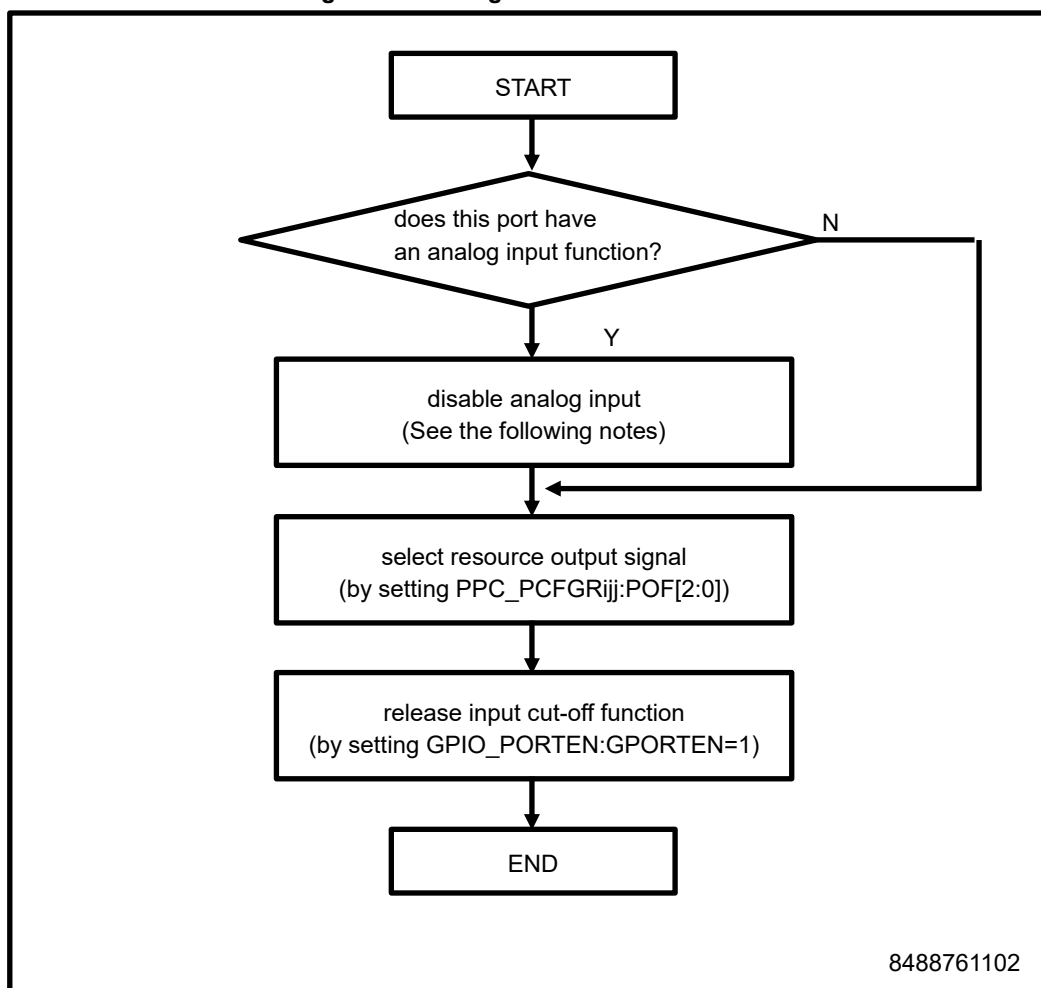 START
does this port have
an analog input function?
N
Y
disable analog input
(See the following notes)
select resource output signal
(by setting PPC_PCFGRijj:POF[2:0])
release input cut-off function
(by setting GPIO_PORTEN:GPORTEN=1)
END
8488761102